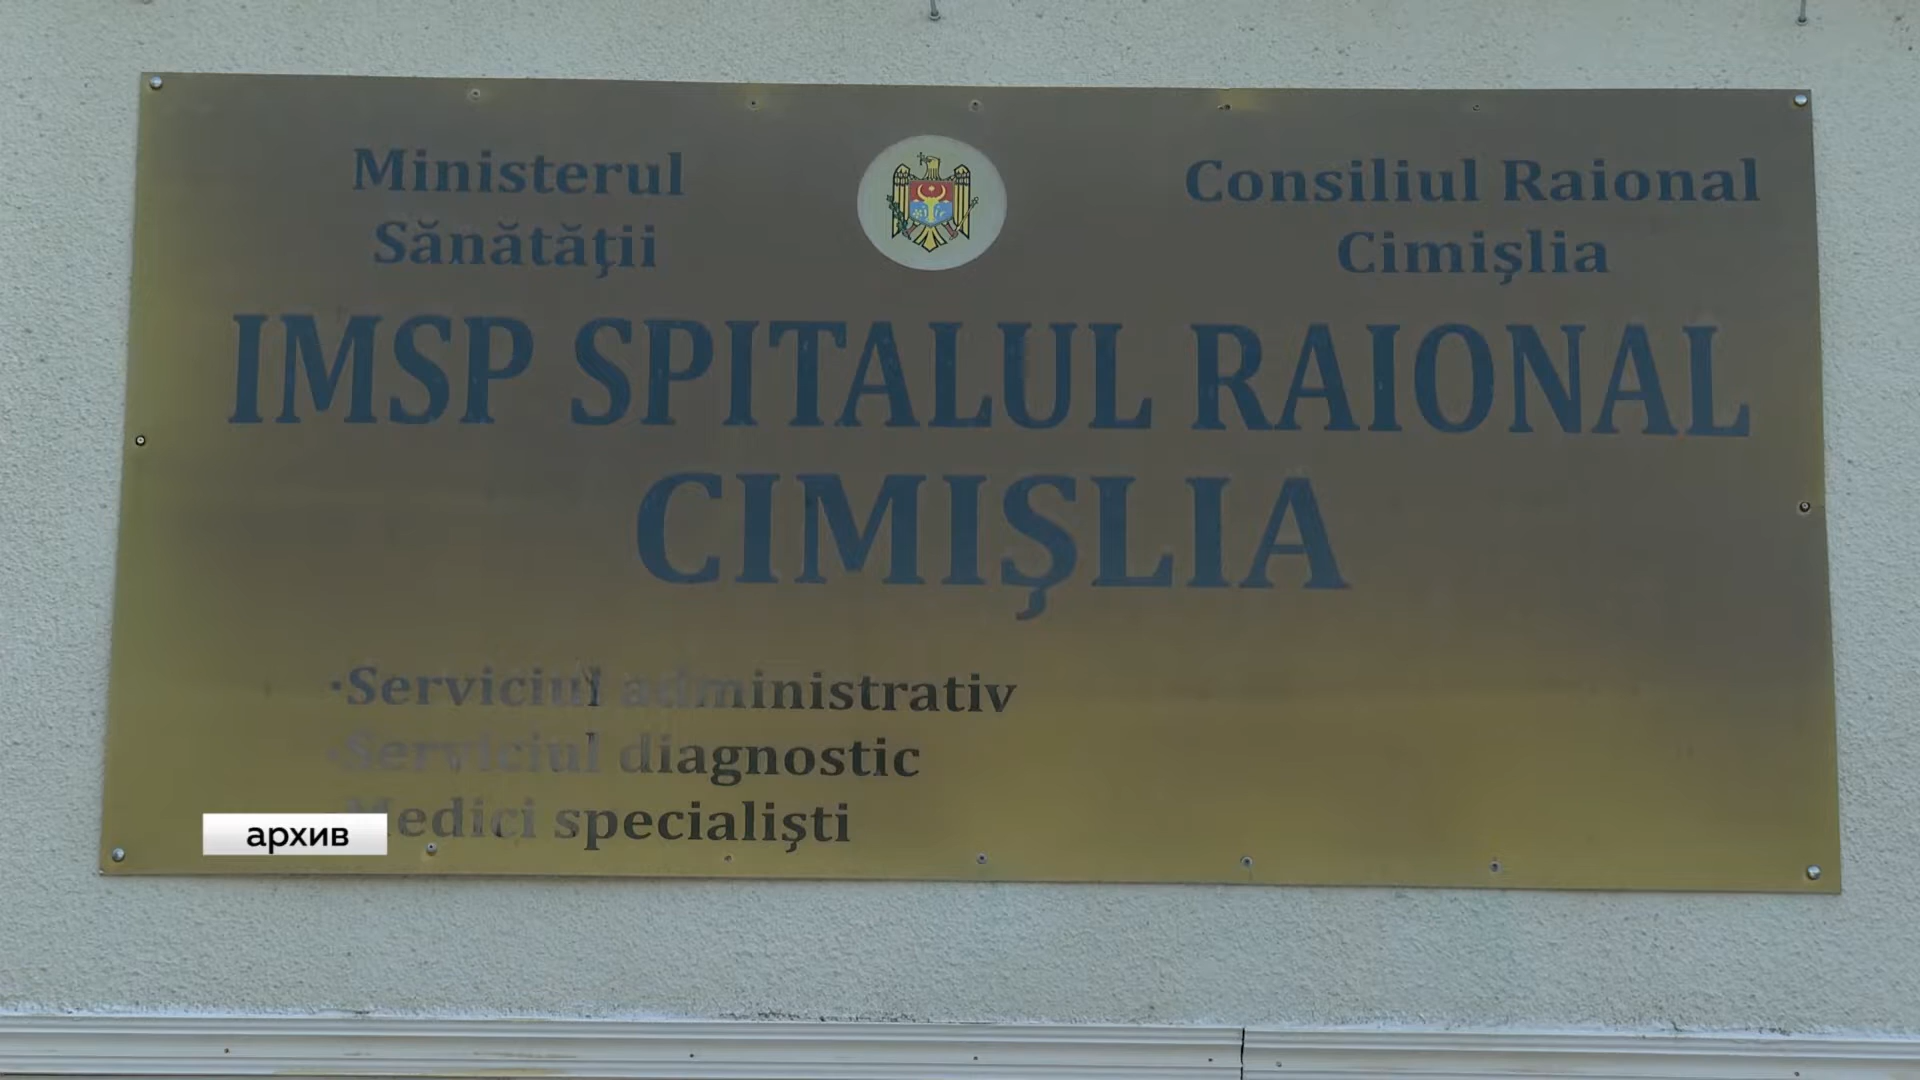 Ministerul
Sănătăţii
Consiliul Raional
Cimişlia
IMSP SPITALUL RAIONAL
CIMIŞLIA
·Serviciul administrativ
·Serviciul diagnostic
Medici specialişti
архив